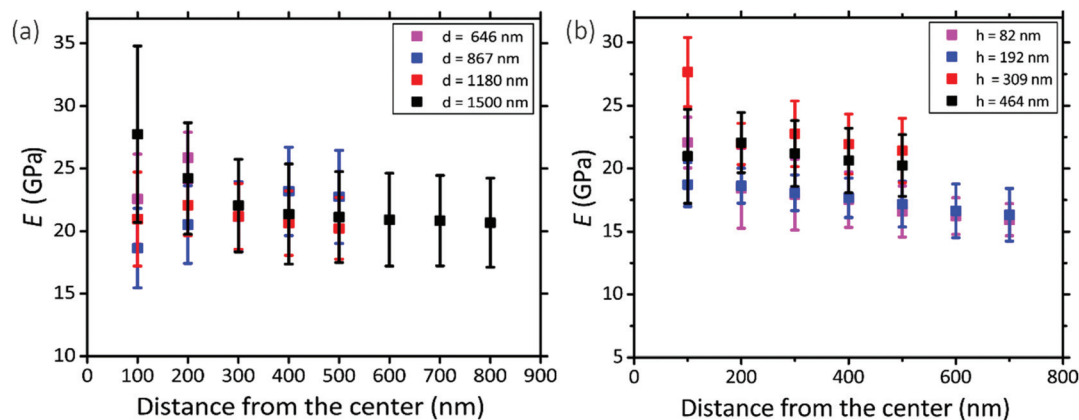 (a)
35
30
25
20
15
10
E (GPa)
d = 646 nm
d = 867 nm
d = 1180 nm
d = 1500 nm
0 100 200 300 400 500 600 700 800 900
Distance from the center (nm)
(b)
30
25
20
15
10
5
E (GPa)
h = 82 nm
h = 192 nm
h = 309 nm
h = 464 nm
0 200 400 600 800
Distance from the center (nm)